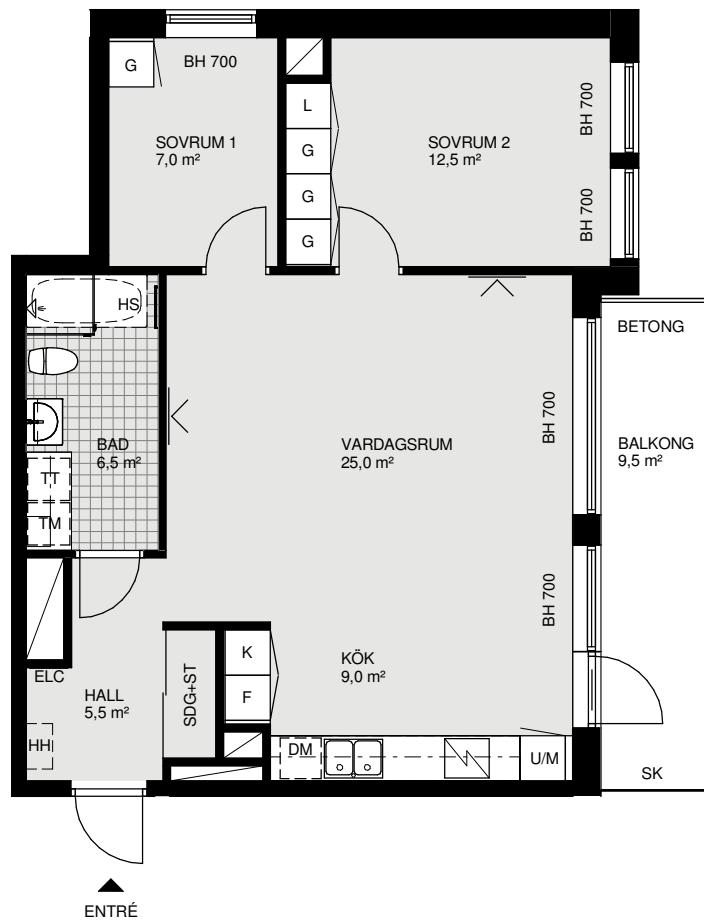 G
BH 700
SOVRUM 1
7,0 m²
L
G
G
G
SOVRUM 2
12,5 m²
BH 700
BH 700
HS
BAD
6,5 m²
TT
TM
VARDAGSRUM
25,0 m²
BH 700
BETONG
BALKONG
9,5 m²
BH 700
ELC
HALL
5,5 m²
HH
SDG+ST
K
F
KÖK
9,0 m²
DM
U/M
SK
ENTRÉ